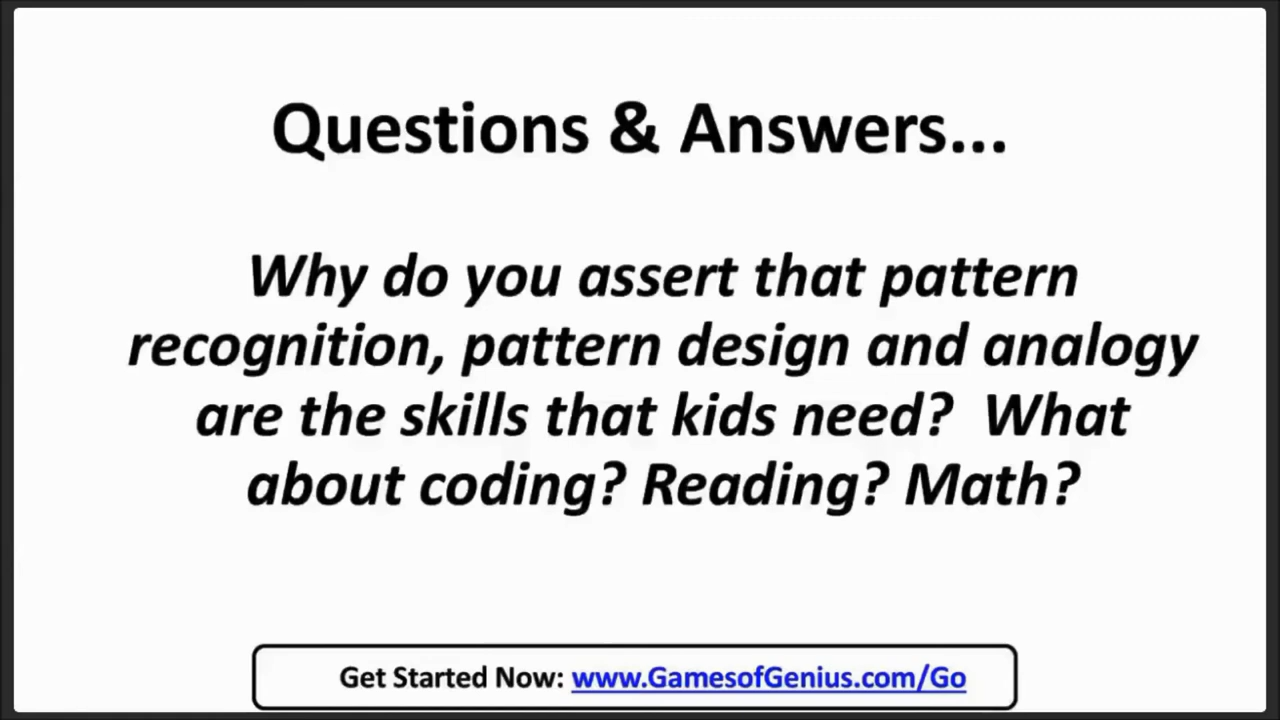 Questions & Answers...
Why do you assert that pattern
recognition, pattern design and analogy
are the skills that kids need?  What
about coding? Reading? Math?
Get Started Now: www.GamesofGenius.com/Go